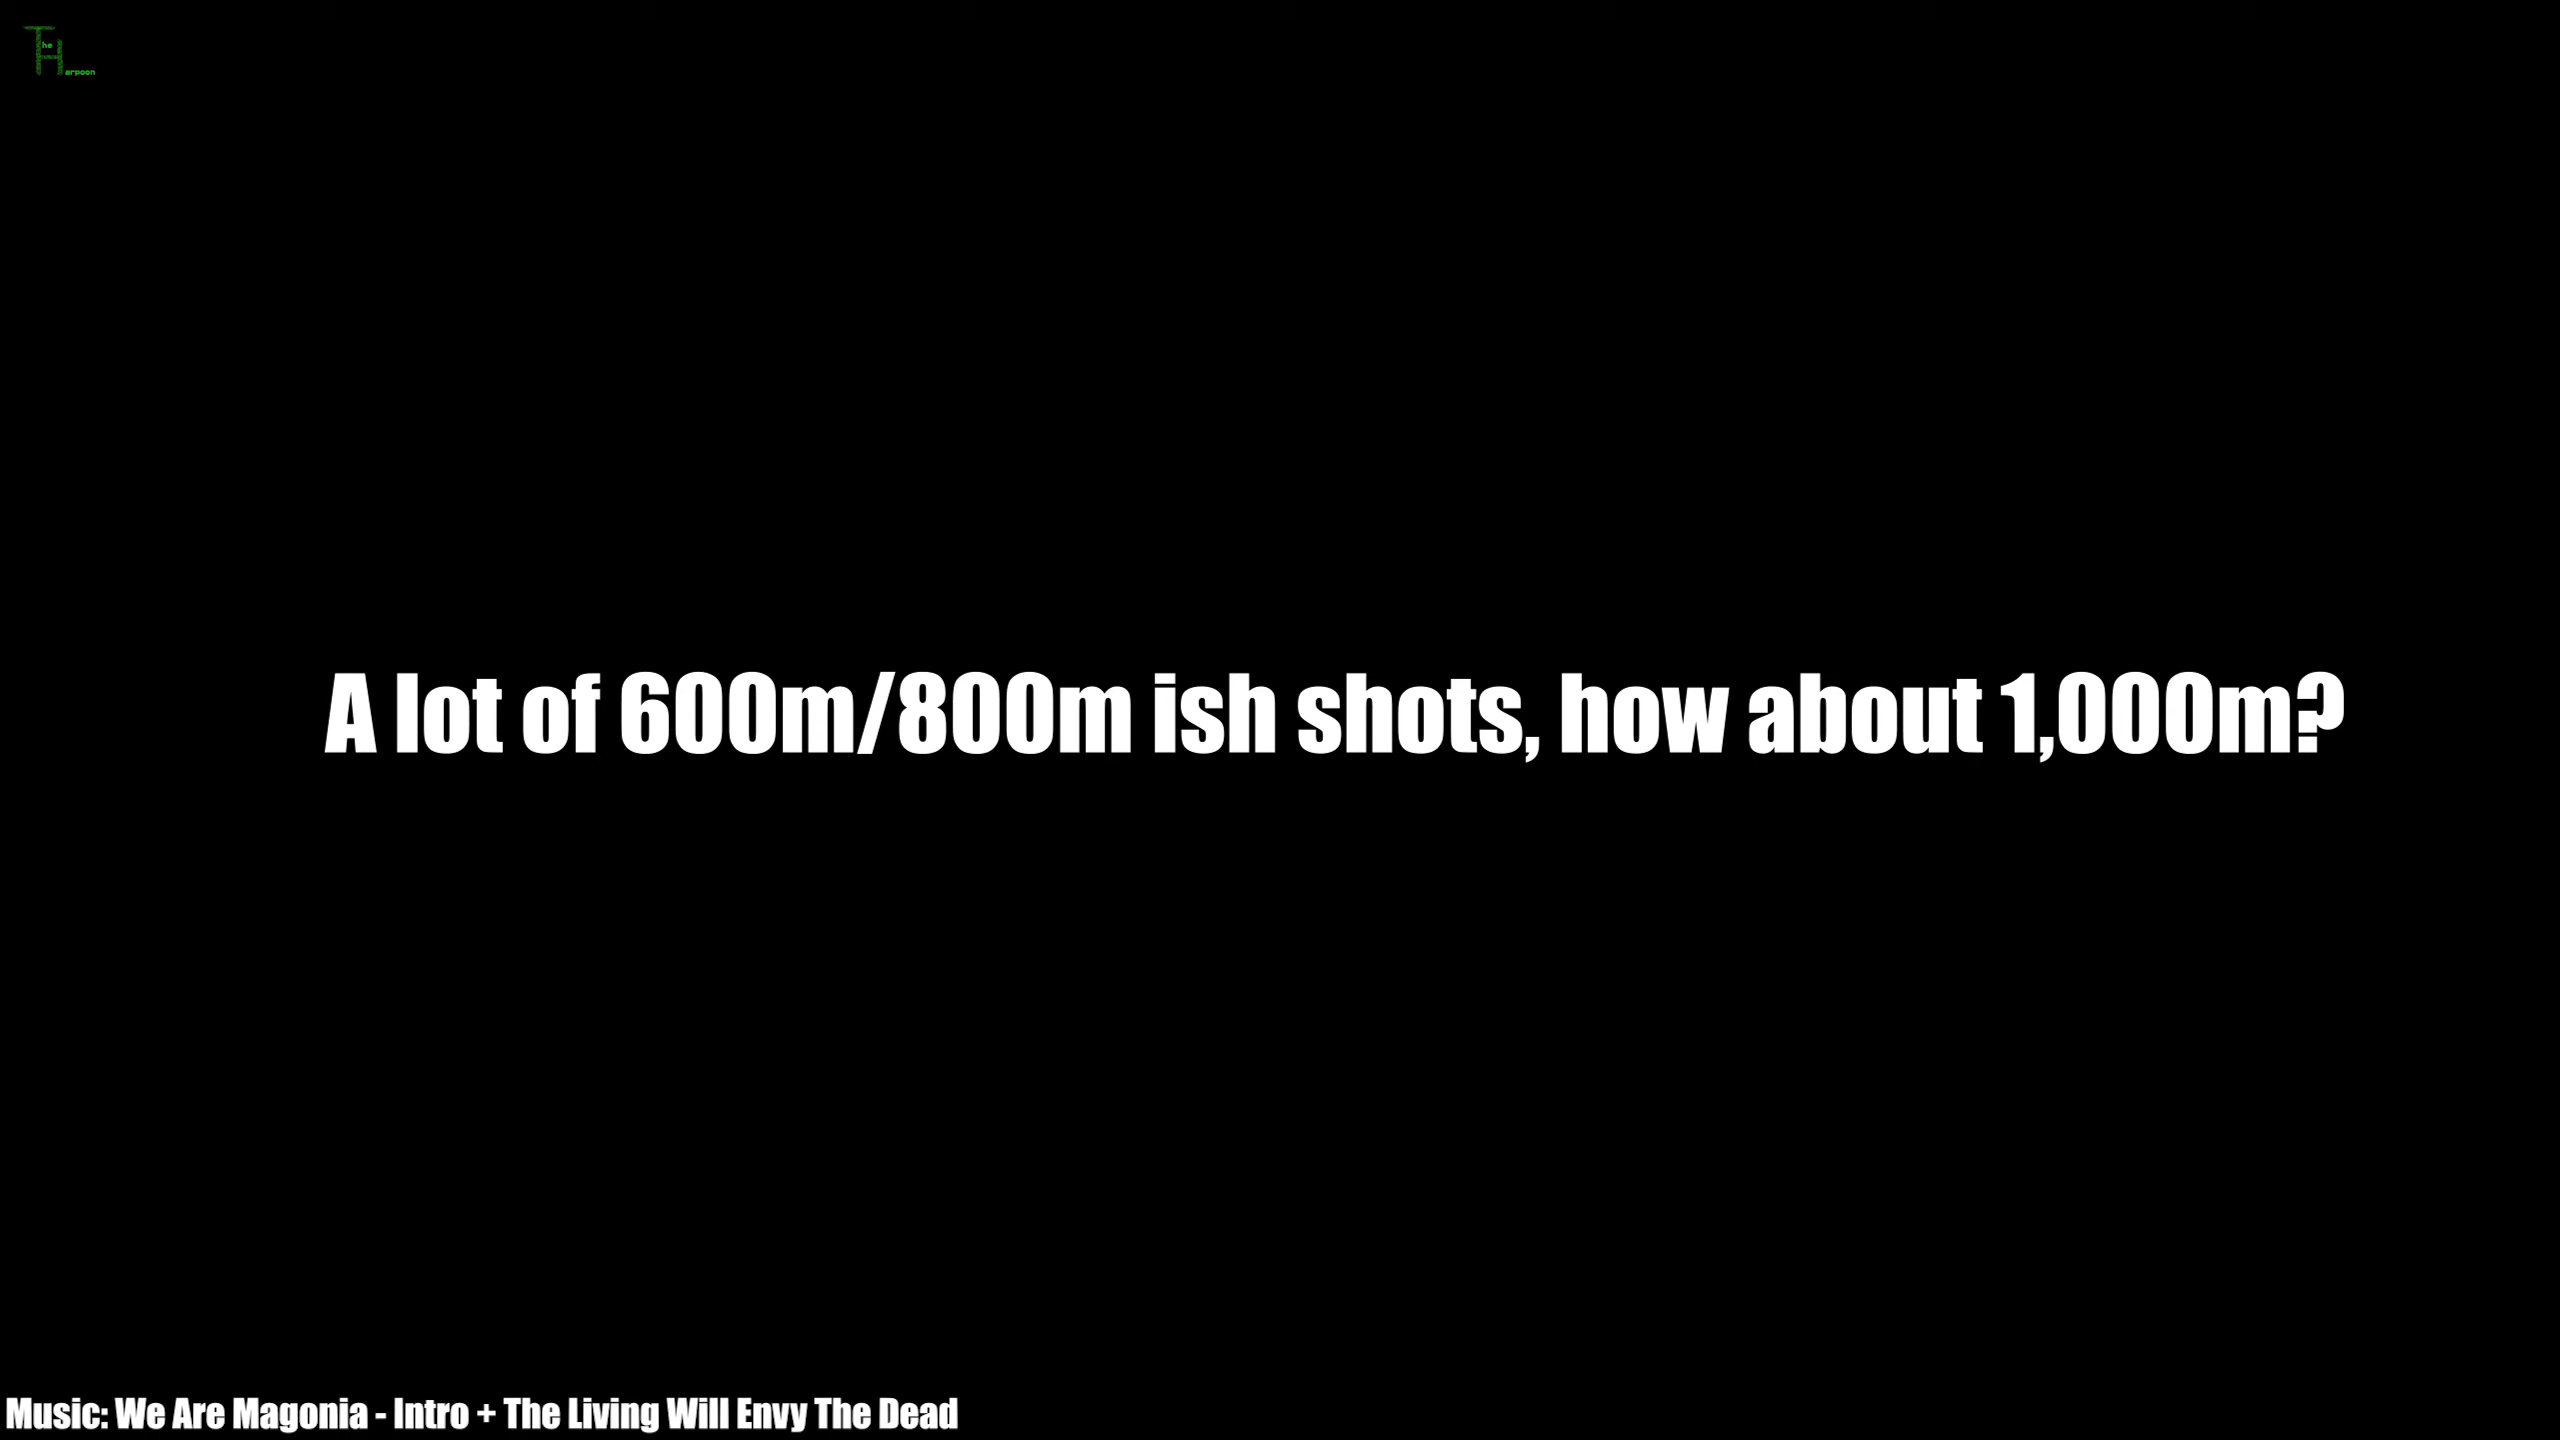 The
Harpoon
A lot of 600m/800m ish shots, how about 1,000m?
Music: We Are Magonia - Intro + The Living Will Envy The Dead